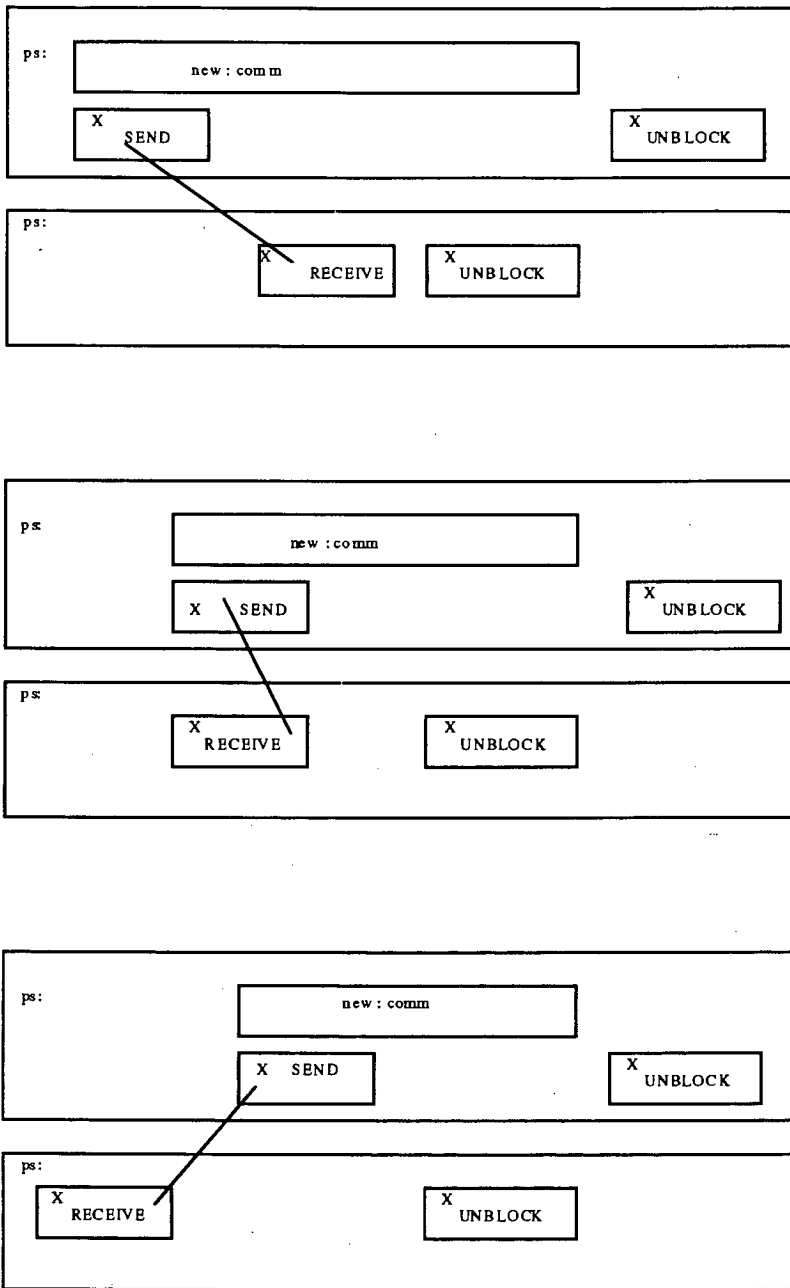 ps:
new : comm
X SEND
X UNBLOCK
ps:
X RECEIVE
X UNBLOCK
ps:
new : comm
X SEND
X UNBLOCK
ps:
X RECEIVE
X UNBLOCK
ps:
new : comm
X SEND
X UNBLOCK
ps:
X RECEIVE
X UNBLOCK